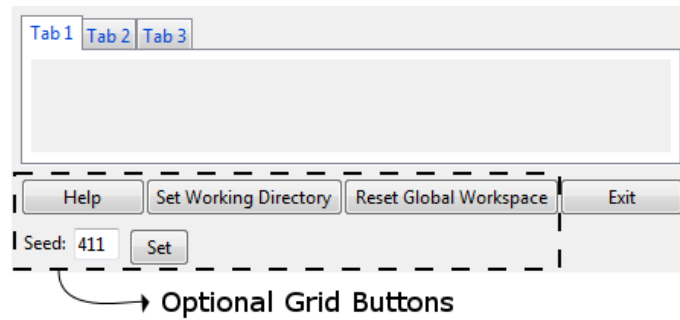 Tab 1 Tab 2 Tab 3
Help Set Working Directory Reset Global Workspace Exit
Seed: 411 Set
Optional Grid Buttons